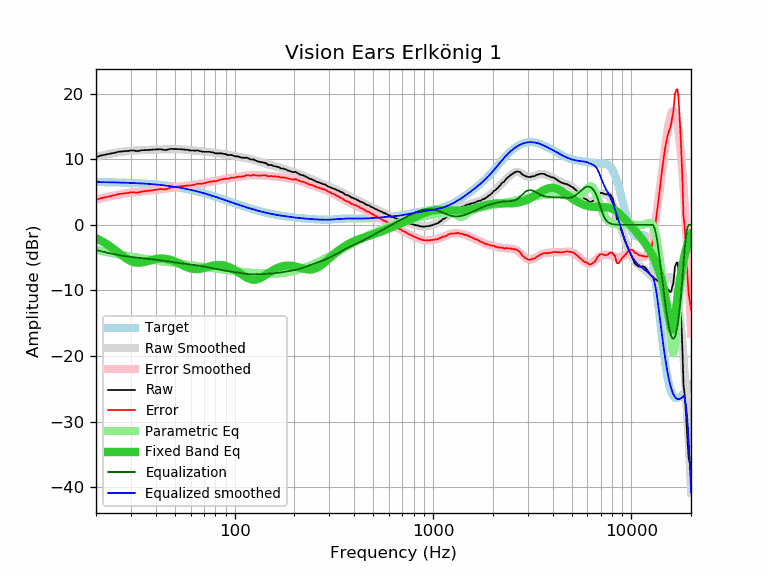 Vision Ears Erlkönig 1
20
10
0
−10
−20
−30
−40
Amplitude (dBr)
Target
Raw Smoothed
Error Smoothed
Raw
Error
Parametric Eq
Fixed Band Eq
Equalization
Equalized smoothed
100
1000
10000
Frequency (Hz)